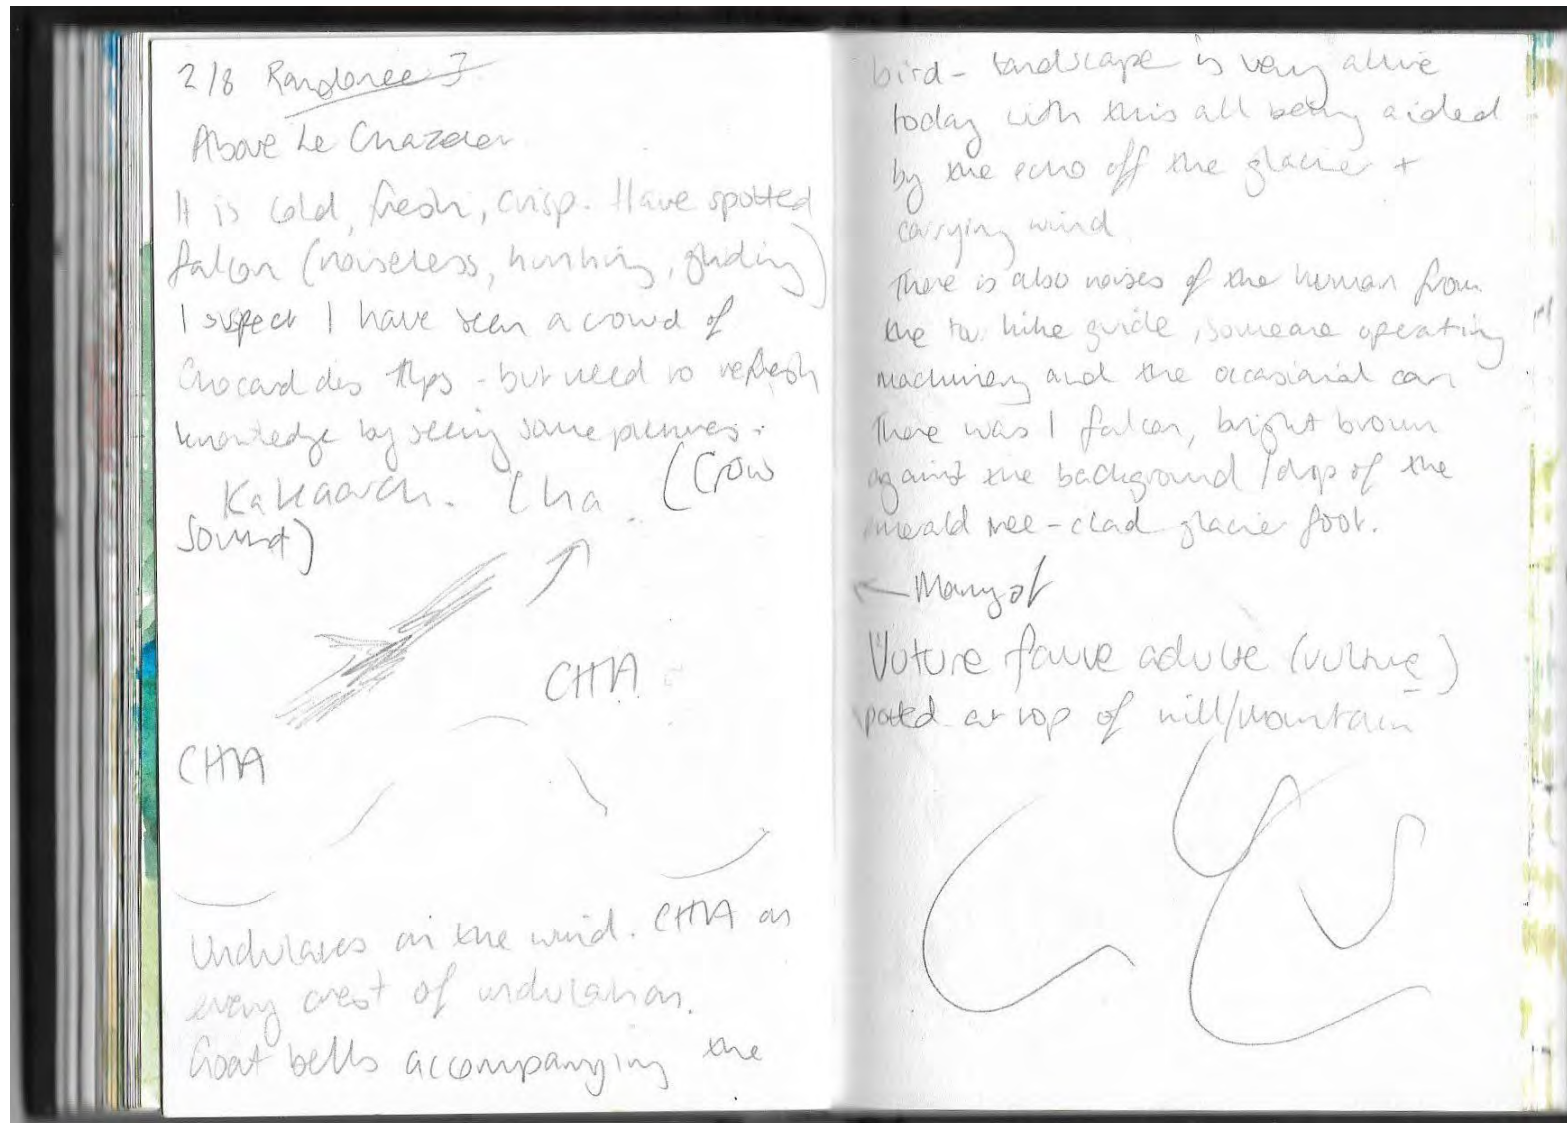 2/8 Randonee 3
Above Le Chazelet
It is cold, fresh, crisp. Have spotted
falcon (noiseless, hunting, gliding)
I suspect I have seen a crowd of
Chocard des Alps - but need to refresh
knowledge by seeing some pictures.
Kakaarch. Cha. (Crow
sound)
CHA
CHA
Undulates on the wind. CHA on
every crest of undulation.
Goat bells accompanying the
bird - landscape is very alive
today with this all being aided
by the echo off the glacier +
carrying wind
There is also noises of the human from
the hike guide, someone operating
machinery and the occasional car
There was 1 falcon, bright brown
against the background / drop of the
emerald tree-clad glacier foot.
← Many of
Vuture fauve adulte (vulture)
spotted at top of hill/mountain